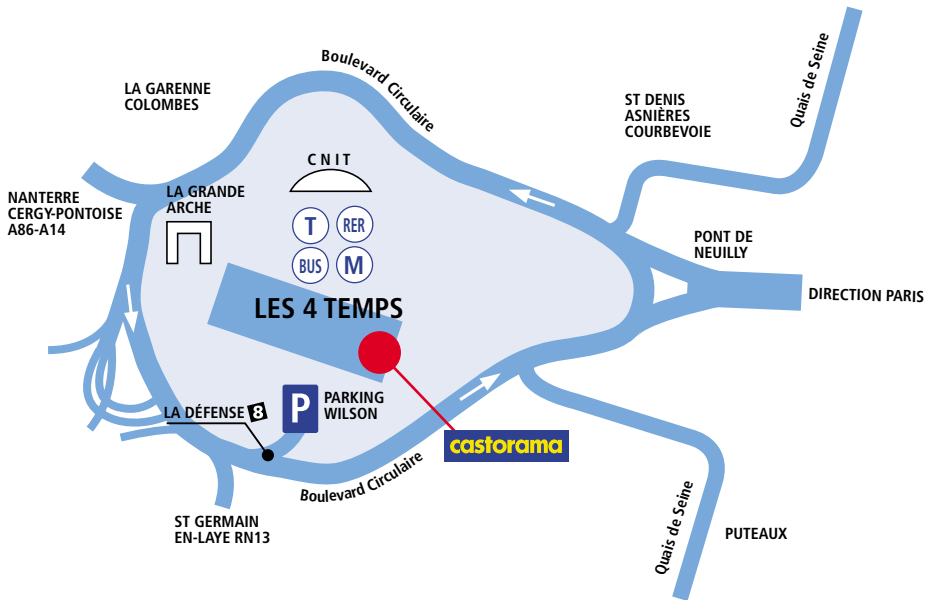 Boulevard Circulaire
Quais de Seine
LA GARENNE
COLOMBES
ST DENIS
ASNIÈRES
COURBEVOIE
CNIT
NANTERRE
CERGY-PONTOISE
A86-A14
LA GRANDE
ARCHE
T
RER
BUS
M
PONT DE
NEUILLY
DIRECTION PARIS
LES 4 TEMPS
P
PARKING
WILSON
LA DÉFENSE 8
castorama
Boulevard Circulaire
ST GERMAIN
EN-LAYE RN13
Quais de Seine
PUTEAUX